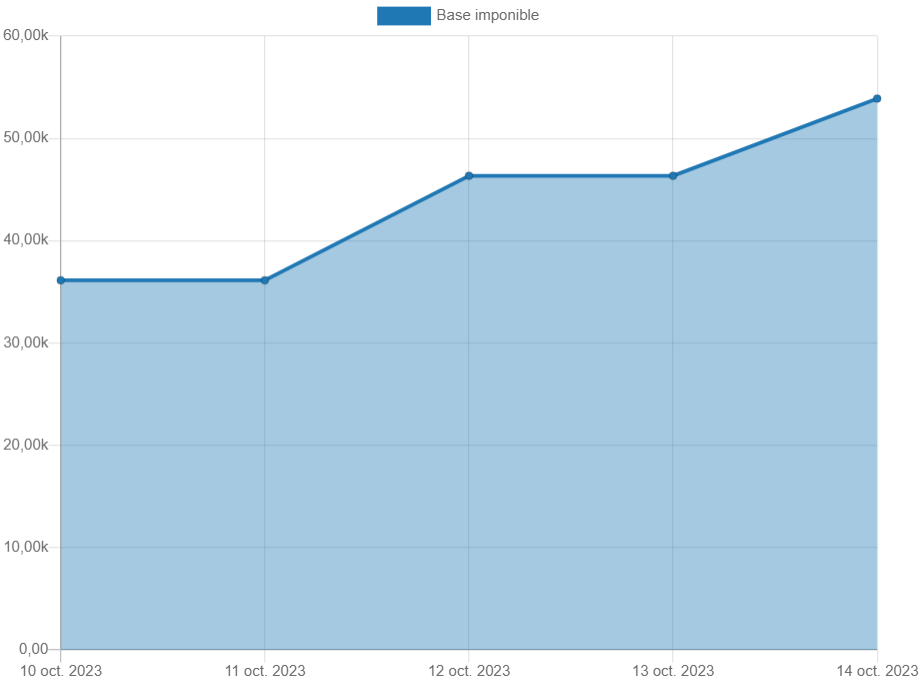 Base imponible
60,00k
50,00k
40,00k
30,00k
20,00k
10,00k
0,00
10 oct. 2023 11 oct. 2023 12 oct. 2023 13 oct. 2023 14 oct. 2023